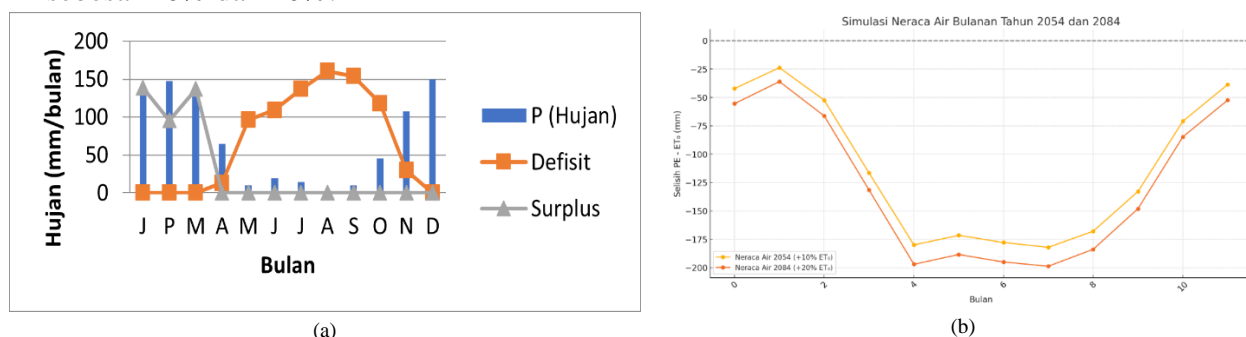 200
150
100
50
0
Hujan (mm/bulan)
J P M A M J J A S O N D
Bulan
P (Hujan)
Defisit
Surplus
(a)
Simulasi Neraca Air Bulanan Tahun 2054 dan 2084
0
−25
−50
−75
−100
−125
−150
−175
−200
Selisih PE - ET₀ (mm)
Neraca Air 2054 (+10% ET₀)
Neraca Air 2084 (+20% ET₀)
0 2 4 6 8 10
Bulan
(b)